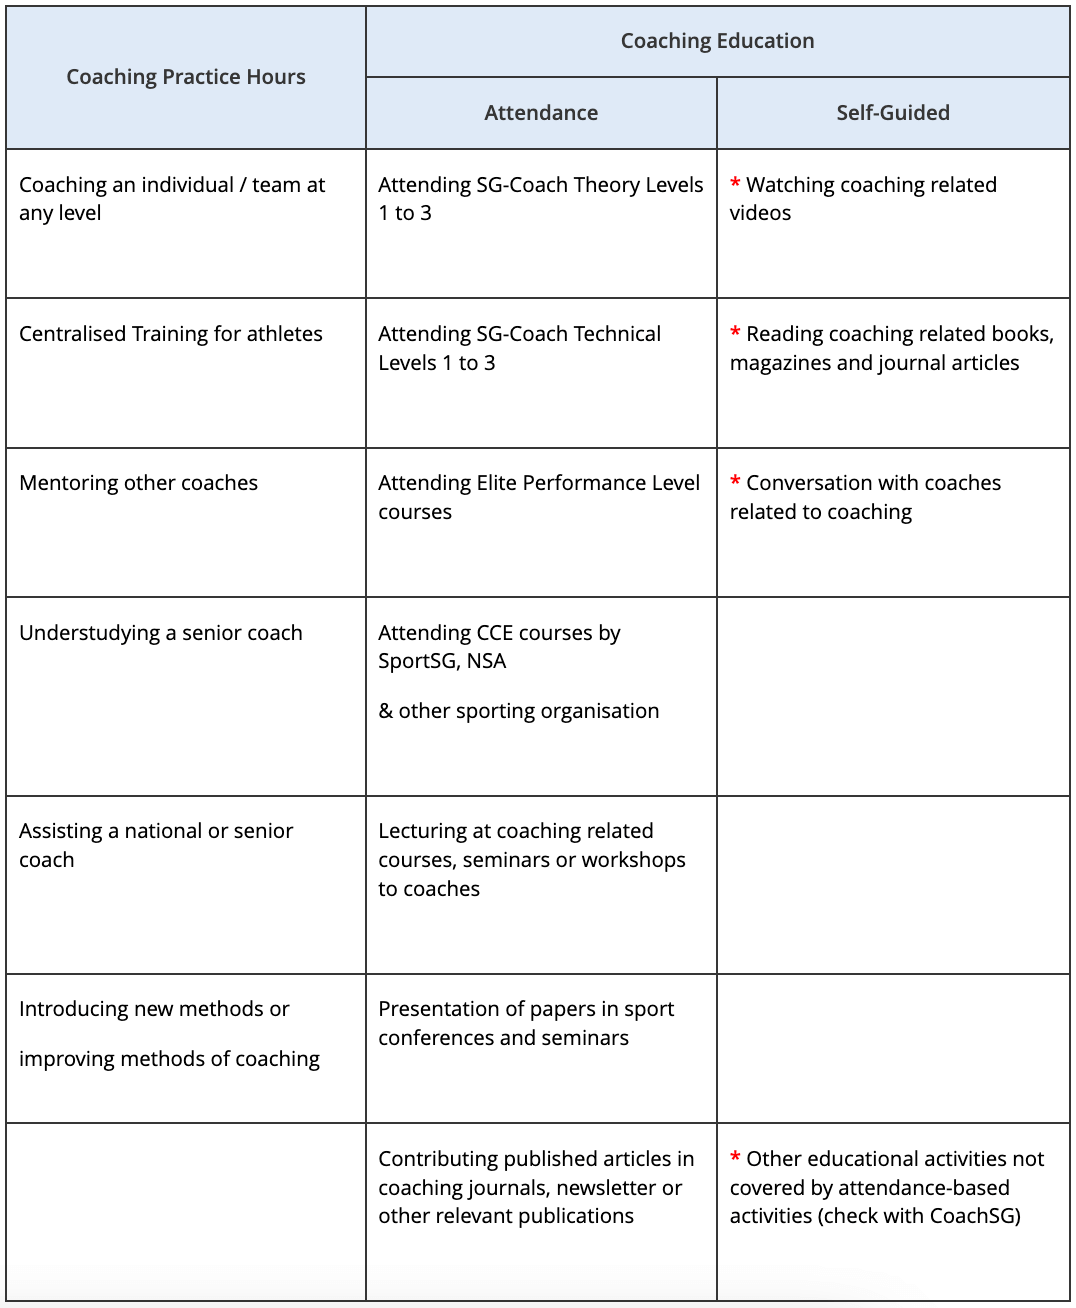 Coaching Practice Hours
Coaching Education
Attendance
Self-Guided
Coaching an individual / team at
any level
Attending SG-Coach Theory Levels
1 to 3
* Watching coaching related
videos
Centralised Training for athletes
Attending SG-Coach Technical
Levels 1 to 3
* Reading coaching related books,
magazines and journal articles
Mentoring other coaches
Attending Elite Performance Level
courses
* Conversation with coaches
related to coaching
Understudying a senior coach
Attending CCE courses by
SportSG, NSA
& other sporting organisation
Assisting a national or senior
coach
Lecturing at coaching related
courses, seminars or workshops
to coaches
Introducing new methods or
improving methods of coaching
Presentation of papers in sport
conferences and seminars
Contributing published articles in
coaching journals, newsletter or
other relevant publications
* Other educational activities not
covered by attendance-based
activities (check with CoachSG)